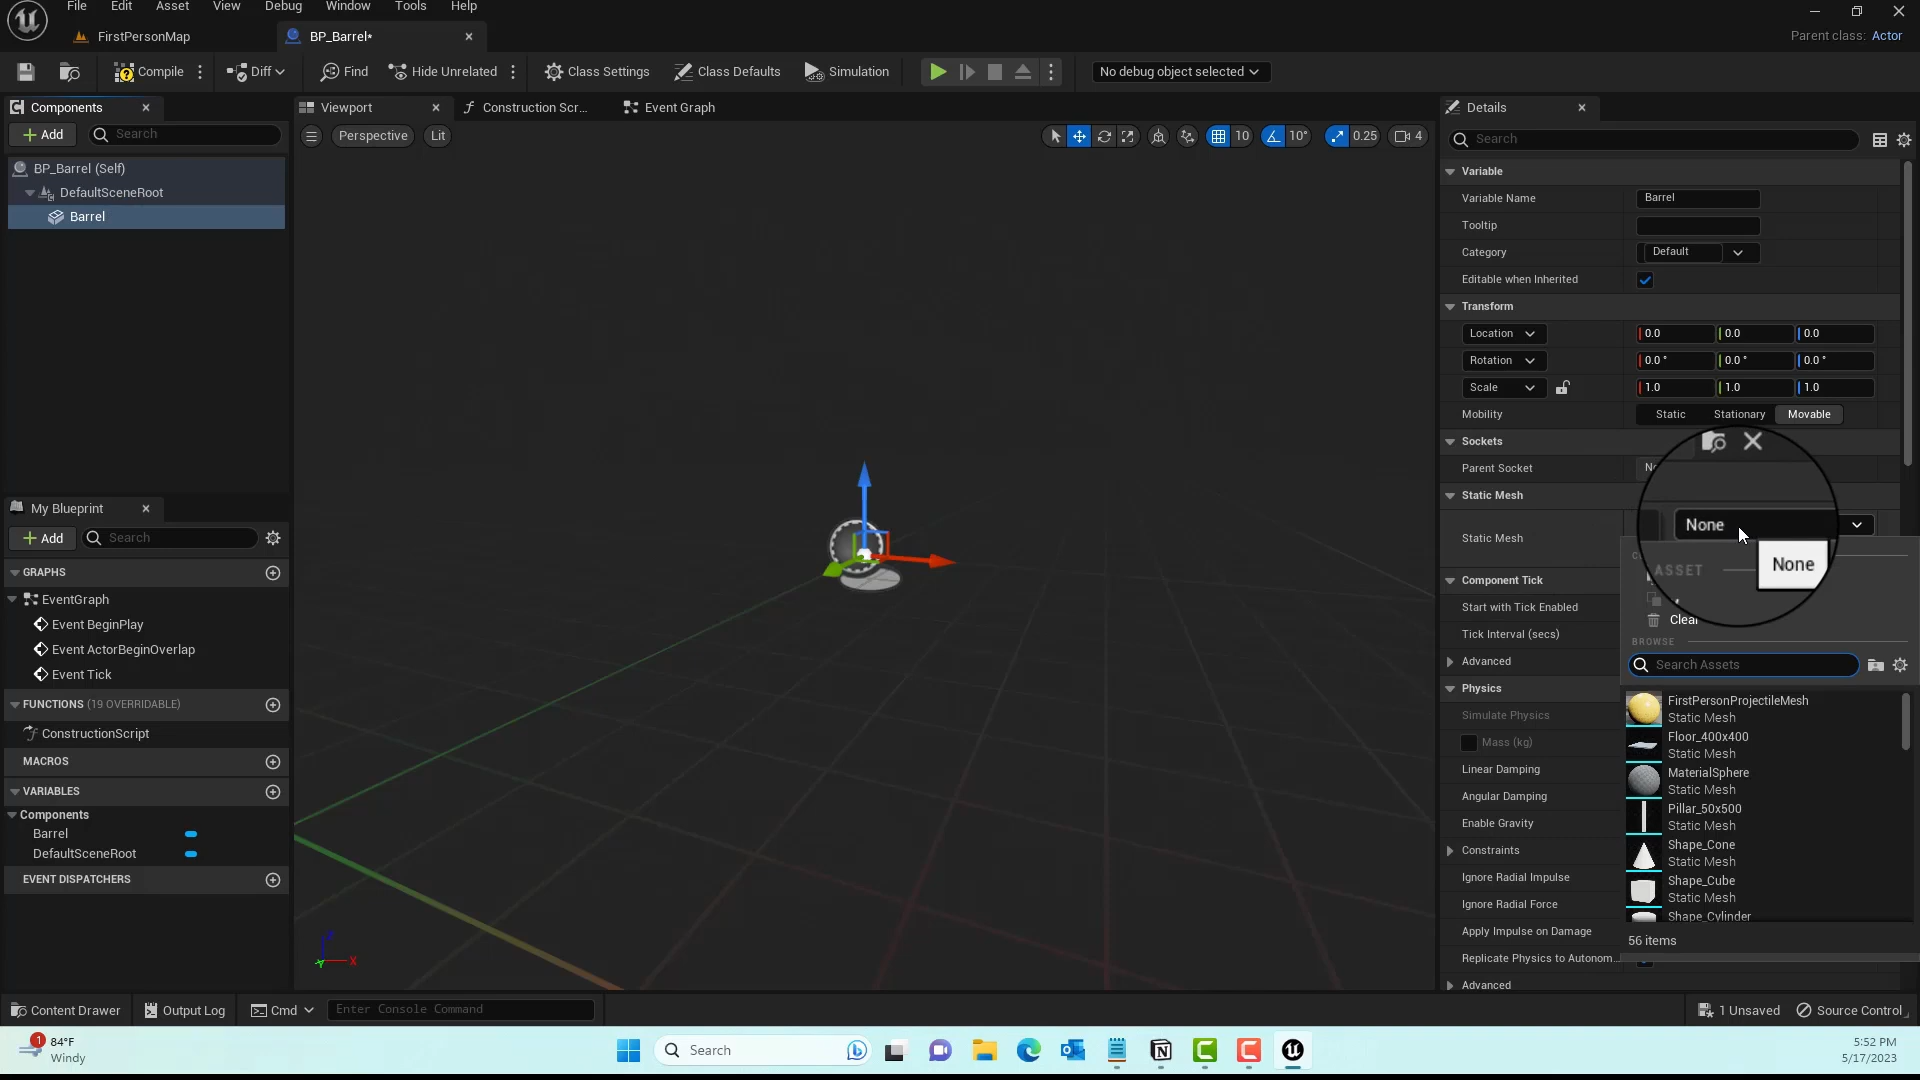 File Edit Asset View Debug Window Tools Help
FirstPersonMap
BP_Barrel*
Parent class: Actor
Compile
Diff
Find
Hide Unrelated
Class Settings
Class Defaults
Simulation
No debug object selected
Components
Add
Search
BP_Barrel (Self)
DefaultSceneRoot
Barrel
My Blueprint
Add
Search
GRAPHS
EventGraph
Event BeginPlay
Event ActorBeginOverlap
Event Tick
FUNCTIONS (19 OVERRIDABLE)
ConstructionScript
MACROS
VARIABLES
Components
Barrel
DefaultSceneRoot
EVENT DISPATCHERS
Viewport
Construction Scr...
Event Graph
Perspective
Lit
10
10°
0.25
4
Z
X
Y
Details
Search
Variable
Variable Name Barrel
Tooltip
Category Default
Editable when Inherited
Transform
Location 0.0 0.0 0.0
Rotation 0.0 ° 0.0 ° 0.0 °
Scale 1.0 1.0 1.0
Mobility Static Stationary Movable
Sockets
Parent Socket
Static Mesh
None
Static Mesh
None
ASSET
Clear
BROWSE
Search Assets
FirstPersonProjectileMesh
Static Mesh
Floor_400x400
Static Mesh
MaterialSphere
Static Mesh
Pillar_50x500
Static Mesh
Shape_Cone
Static Mesh
Shape_Cube
Static Mesh
Shape_Cylinder
56 items
Component Tick
Start with Tick Enabled
Tick Interval (secs)
Advanced
Physics
Simulate Physics
Mass (kg)
Linear Damping
Angular Damping
Enable Gravity
Constraints
Ignore Radial Impulse
Ignore Radial Force
Apply Impulse on Damage
Replicate Physics to Autonom...
Advanced
Content Drawer
Output Log
Cmd
Enter Console Command
1 Unsaved
Source Control
1
84°F
Windy
Search
5:52 PM
5/17/2023